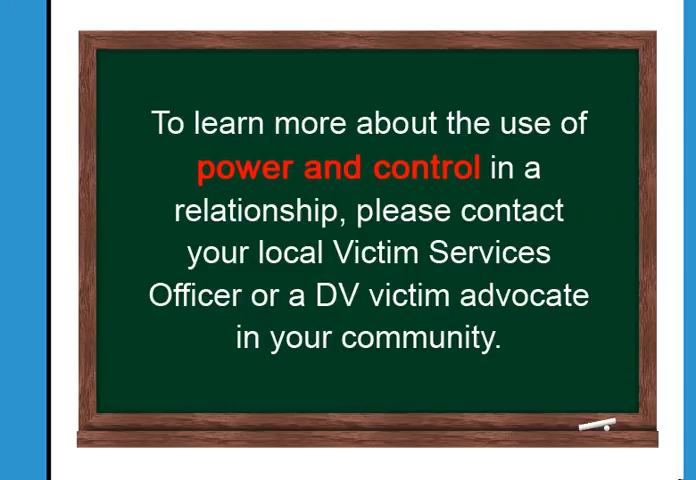 To learn more about the use of
power and control in a
relationship, please contact
your local Victim Services
Officer or a DV victim advocate
in your community.